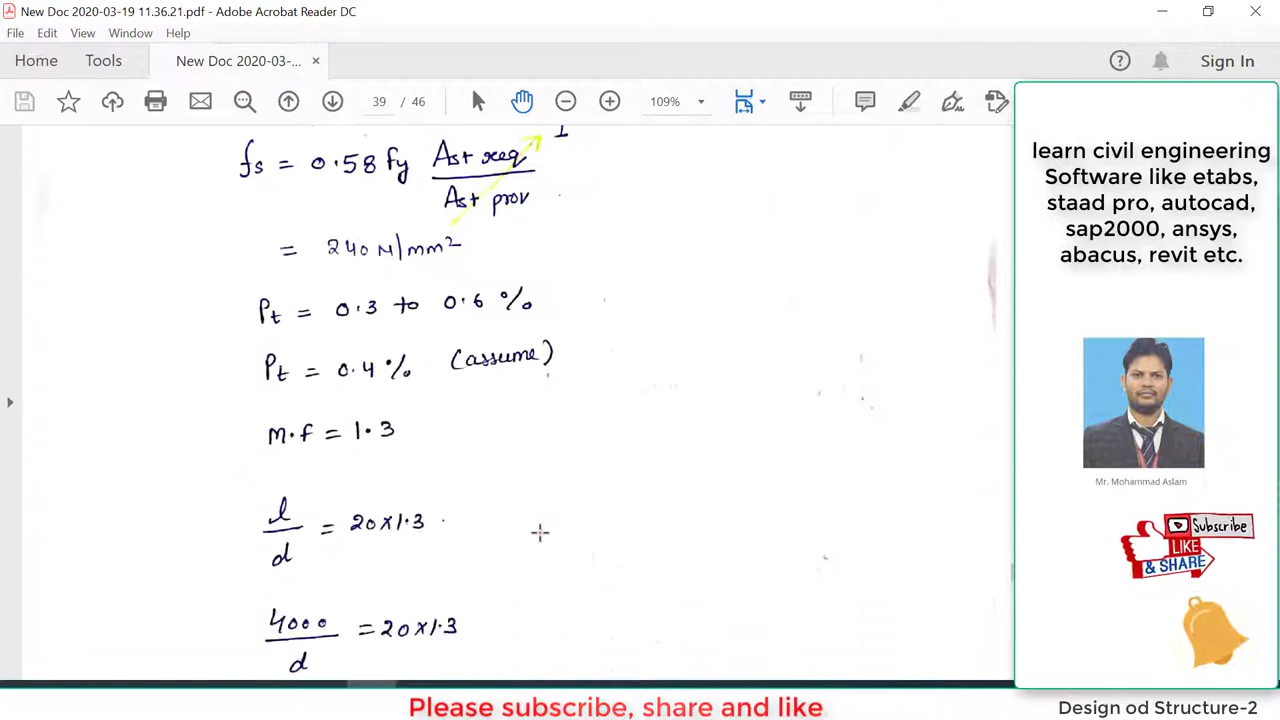 New Doc 2020-03-19 11.36.21.pdf - Adobe Acrobat Reader DC
File Edit View Window Help
Home Tools New Doc 2020-03-... × Sign In
39 / 46 109%
fs = 0.58 fy Ast req / Ast prov 1
= 240 N/mm²
Pt = 0.3 to 0.6 %
Pt = 0.4 % (assume)
m.f = 1.3
l/d = 20×1.3
4000/d = 20×1.3
learn civil engineering
Software like etabs,
staad pro, autocad,
sap2000, ansys,
abacus, revit etc.
Mr. Mohammad Aslam
Subscribe
LIKE
& SHARE
Please subscribe, share and like
Design od Structure-2